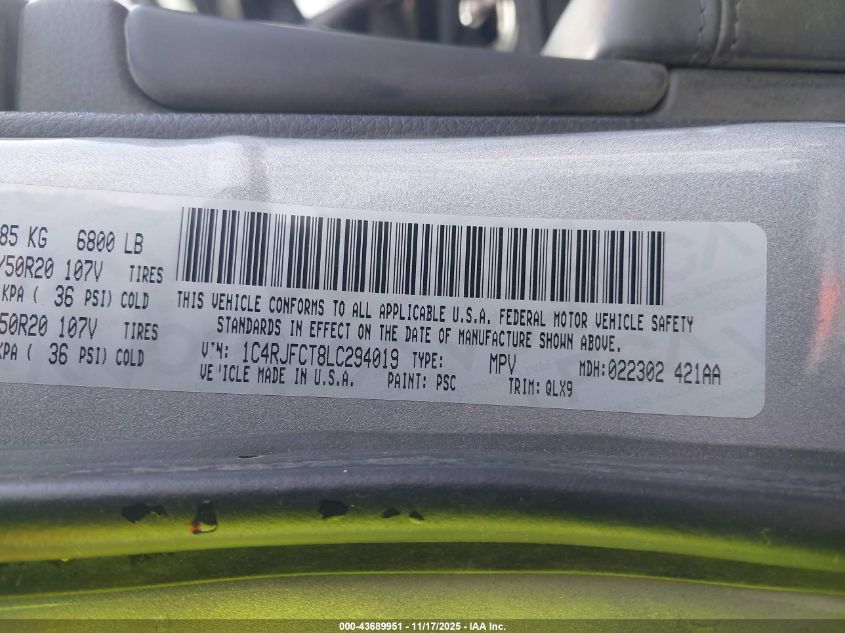 85 KG 6800 LB
/50R20 107V TIRES
KPA ( 36 PSI) COLD
50R20 107V TIRES
KPA ( 36 PSI) COLD
THIS VEHICLE CONFORMS TO ALL APPLICABLE U.S.A. FEDERAL MOTOR VEHICLE SAFETY
STANDARDS IN EFFECT ON THE DATE OF MANUFACTURE SHOWN ABOVE.
V'N: 1C4RJFCT8LC294019 TYPE: MPV MDH:022302 421AA
VE'ICLE MADE IN U.S.A. PAINT: PSC TRIM: QLX9
000-43689951 - 11/17/2025 - IAA Inc.